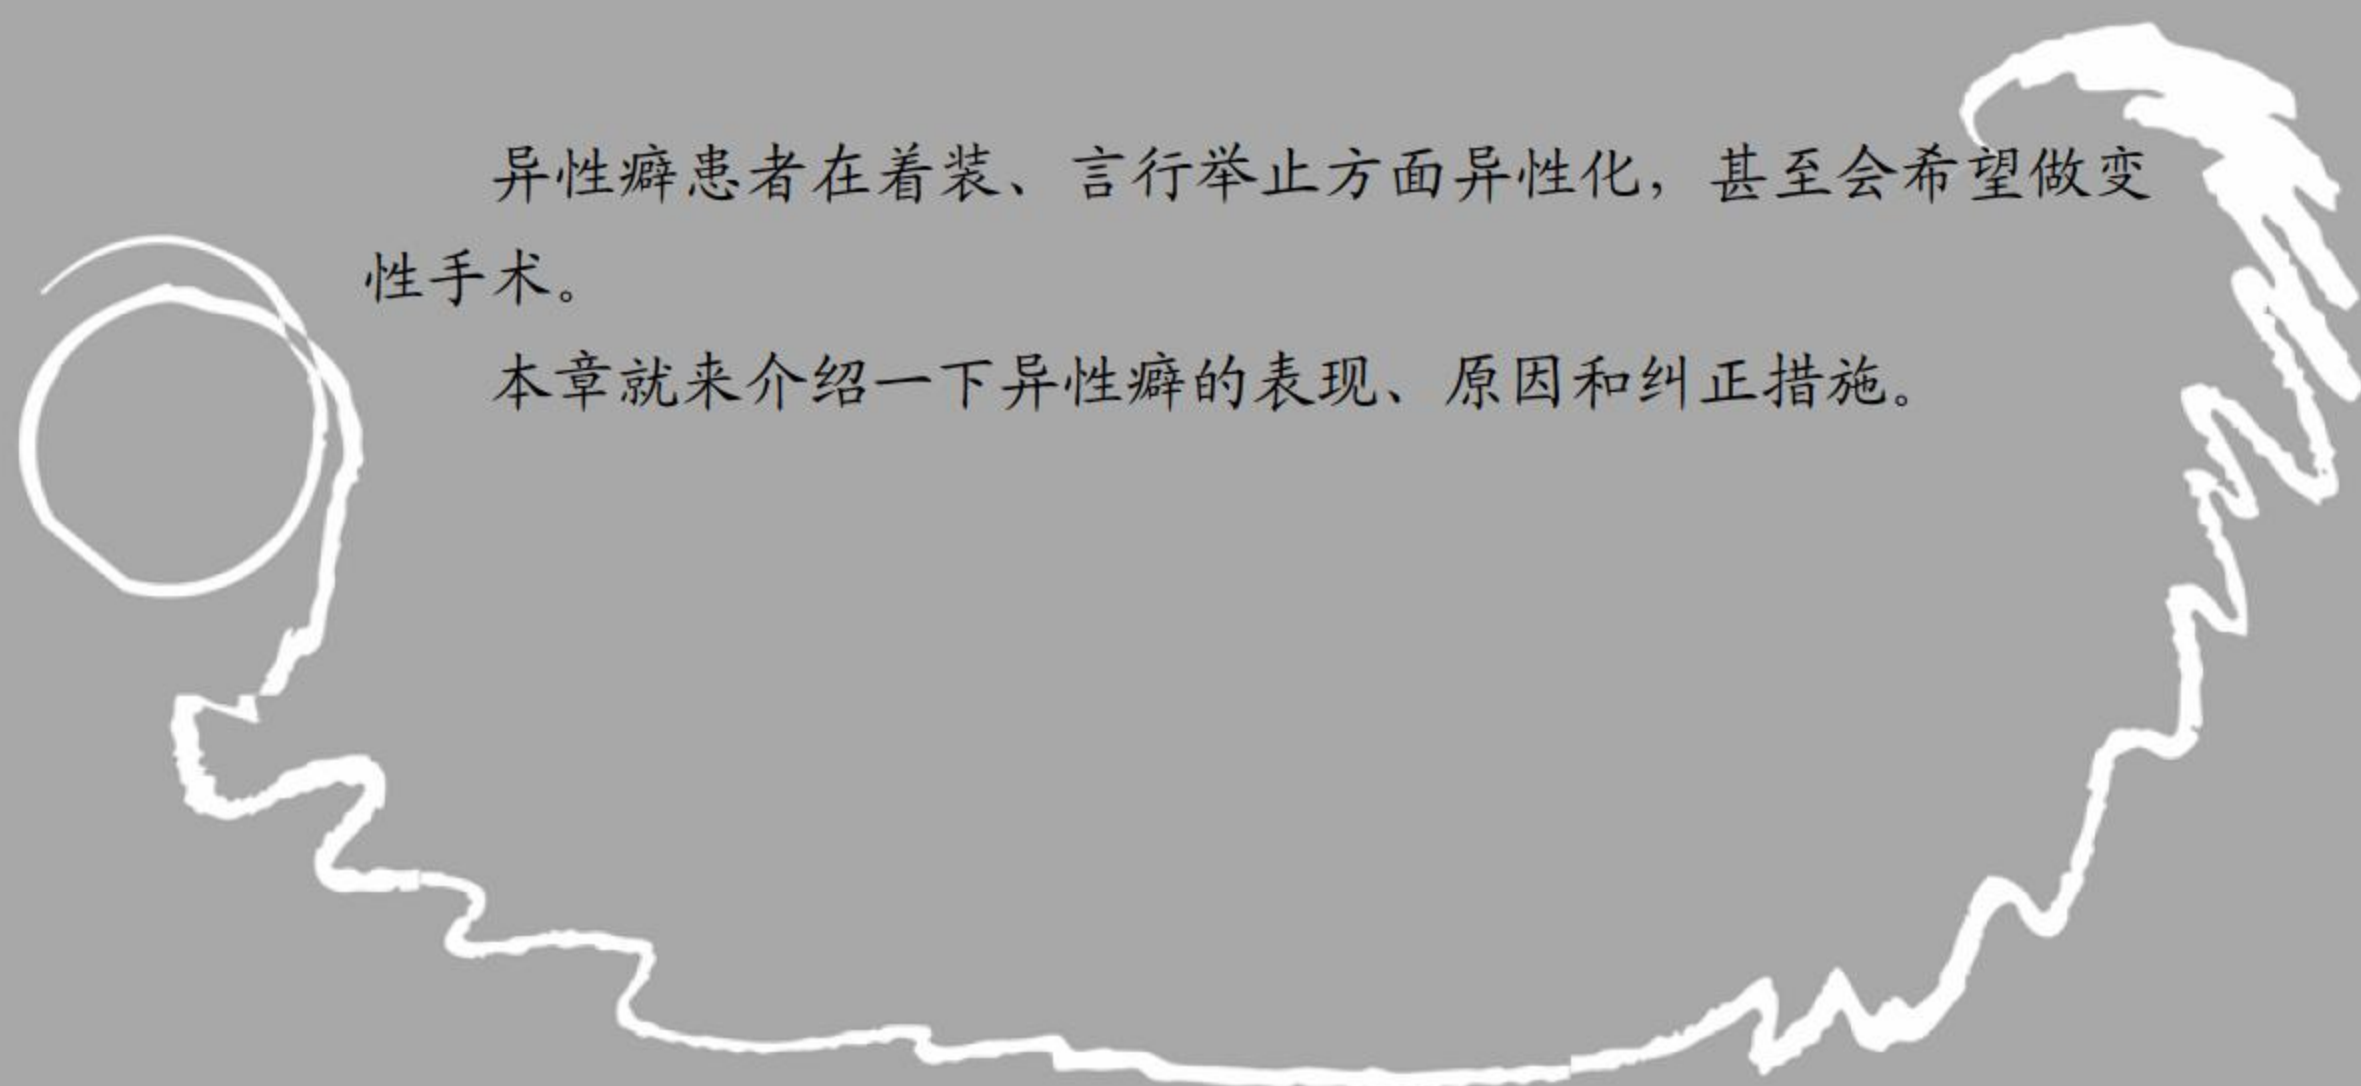 异性癖患者在着装、言行举止方面异性化，甚至会希望做变
性手术。
本章就来介绍一下异性癖的表现、原因和纠正措施。